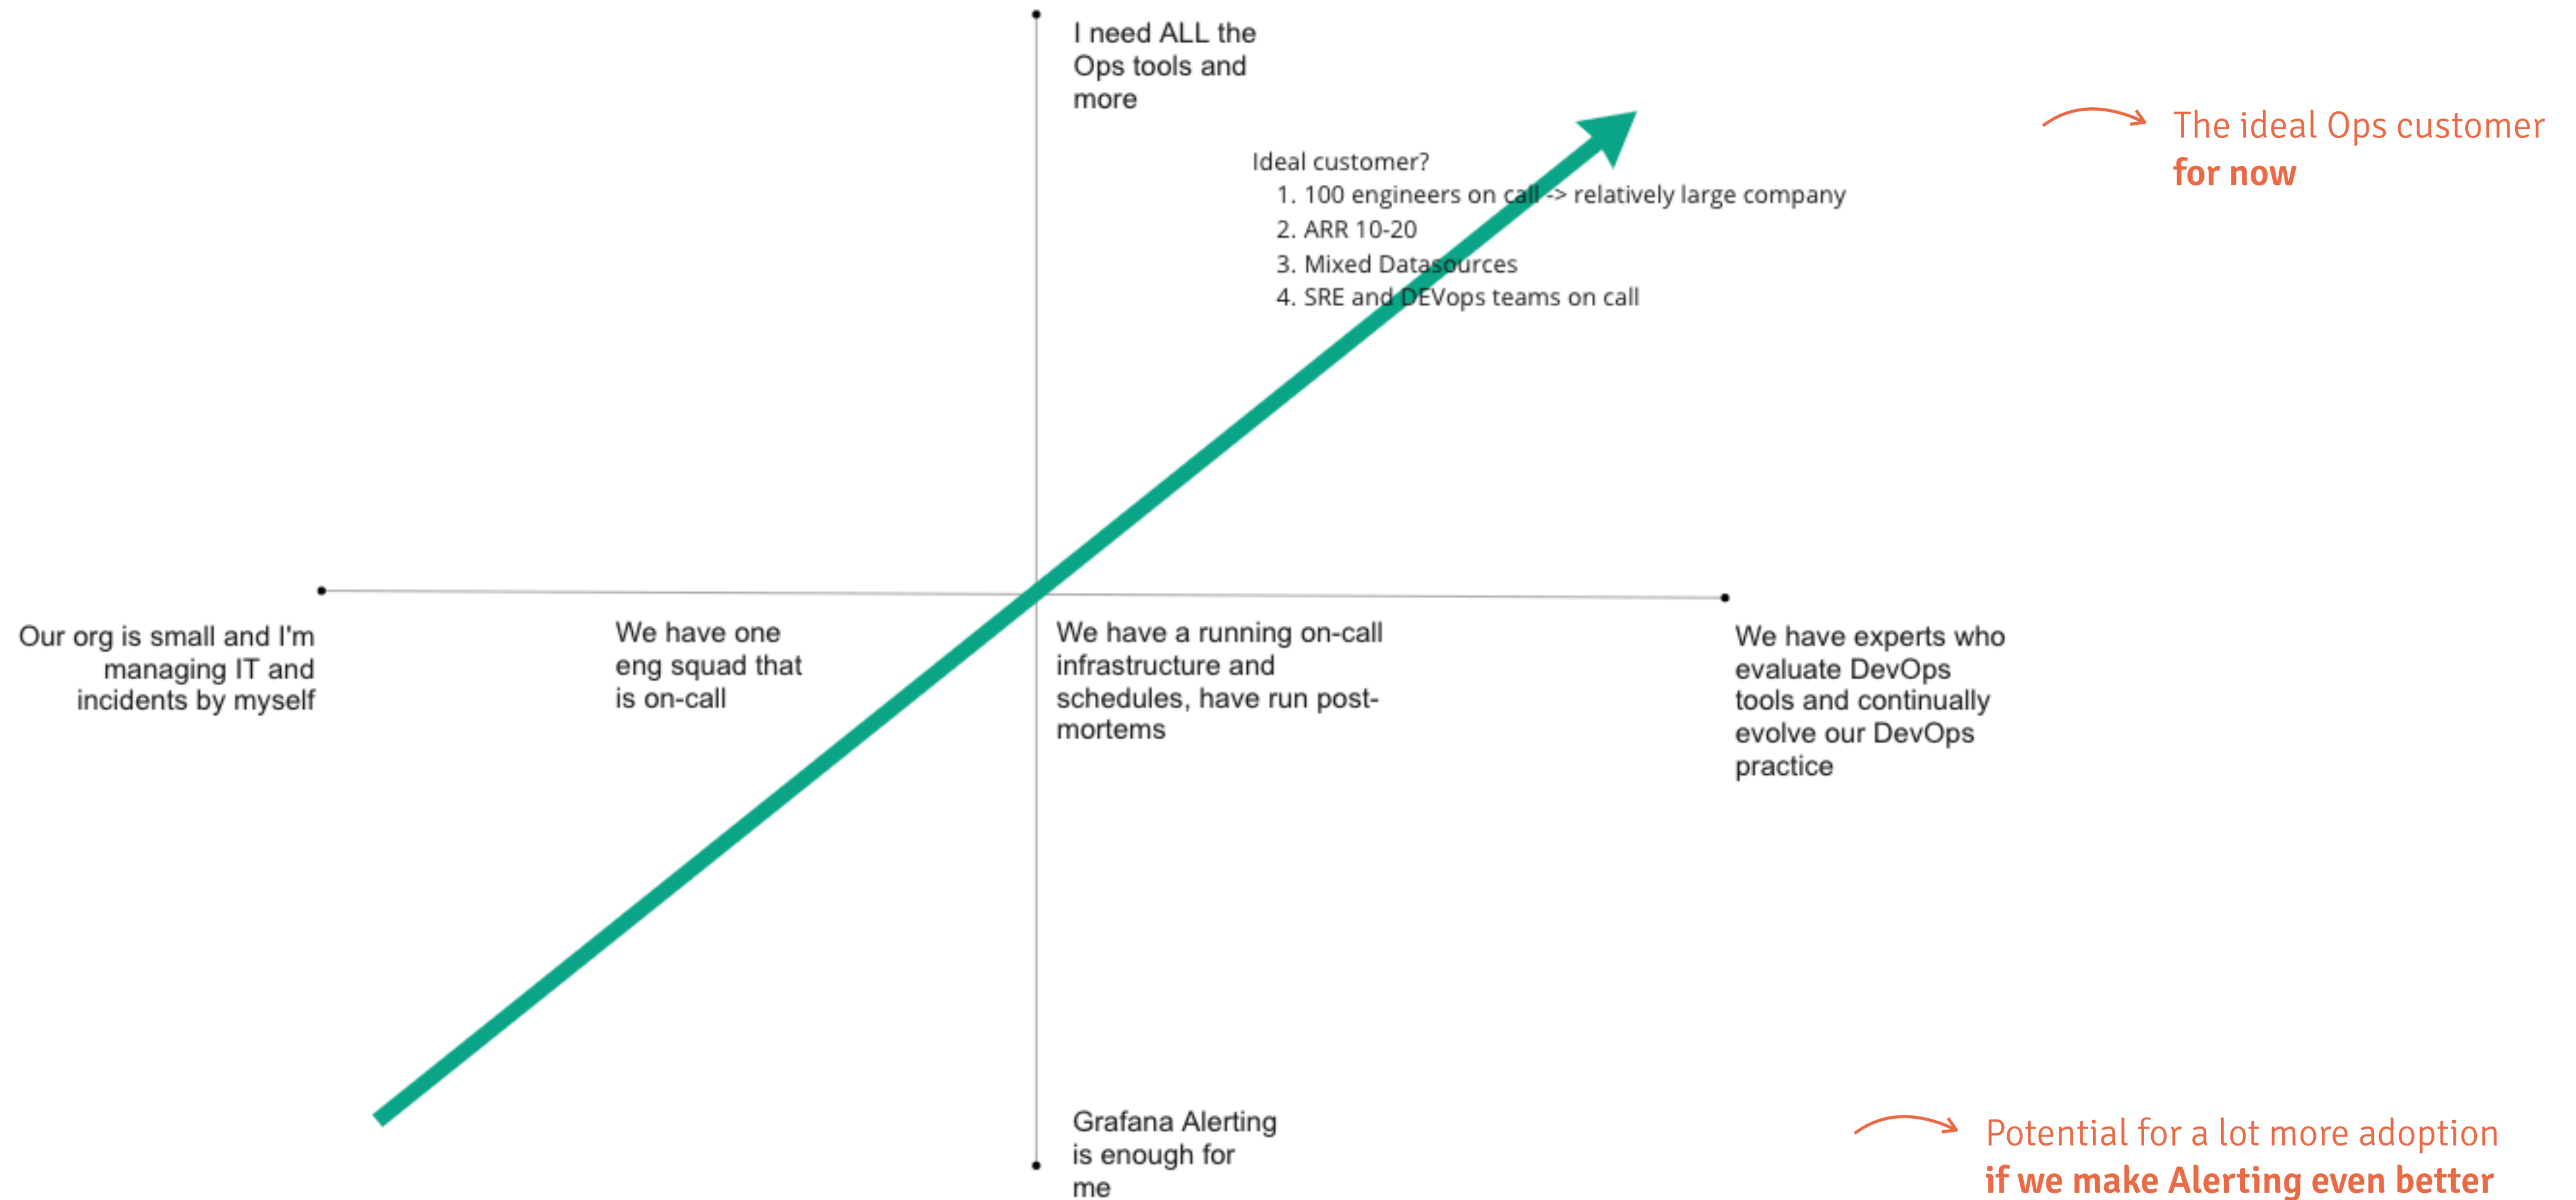 I need ALL the
Ops tools and
more
The ideal Ops customer
for now
Ideal customer?
1. 100 engineers on call -> relatively large company
2. ARR 10-20
3. Mixed Datasources
4. SRE and DEVops teams on call
Our org is small and I'm
managing IT and
incidents by myself
We have one
eng squad that
is on-call
We have a running on-call
infrastructure and
schedules, have run post-
mortems
We have experts who
evaluate DevOps
tools and continually
evolve our DevOps
practice
Grafana Alerting
is enough for
me
Potential for a lot more adoption
if we make Alerting even better